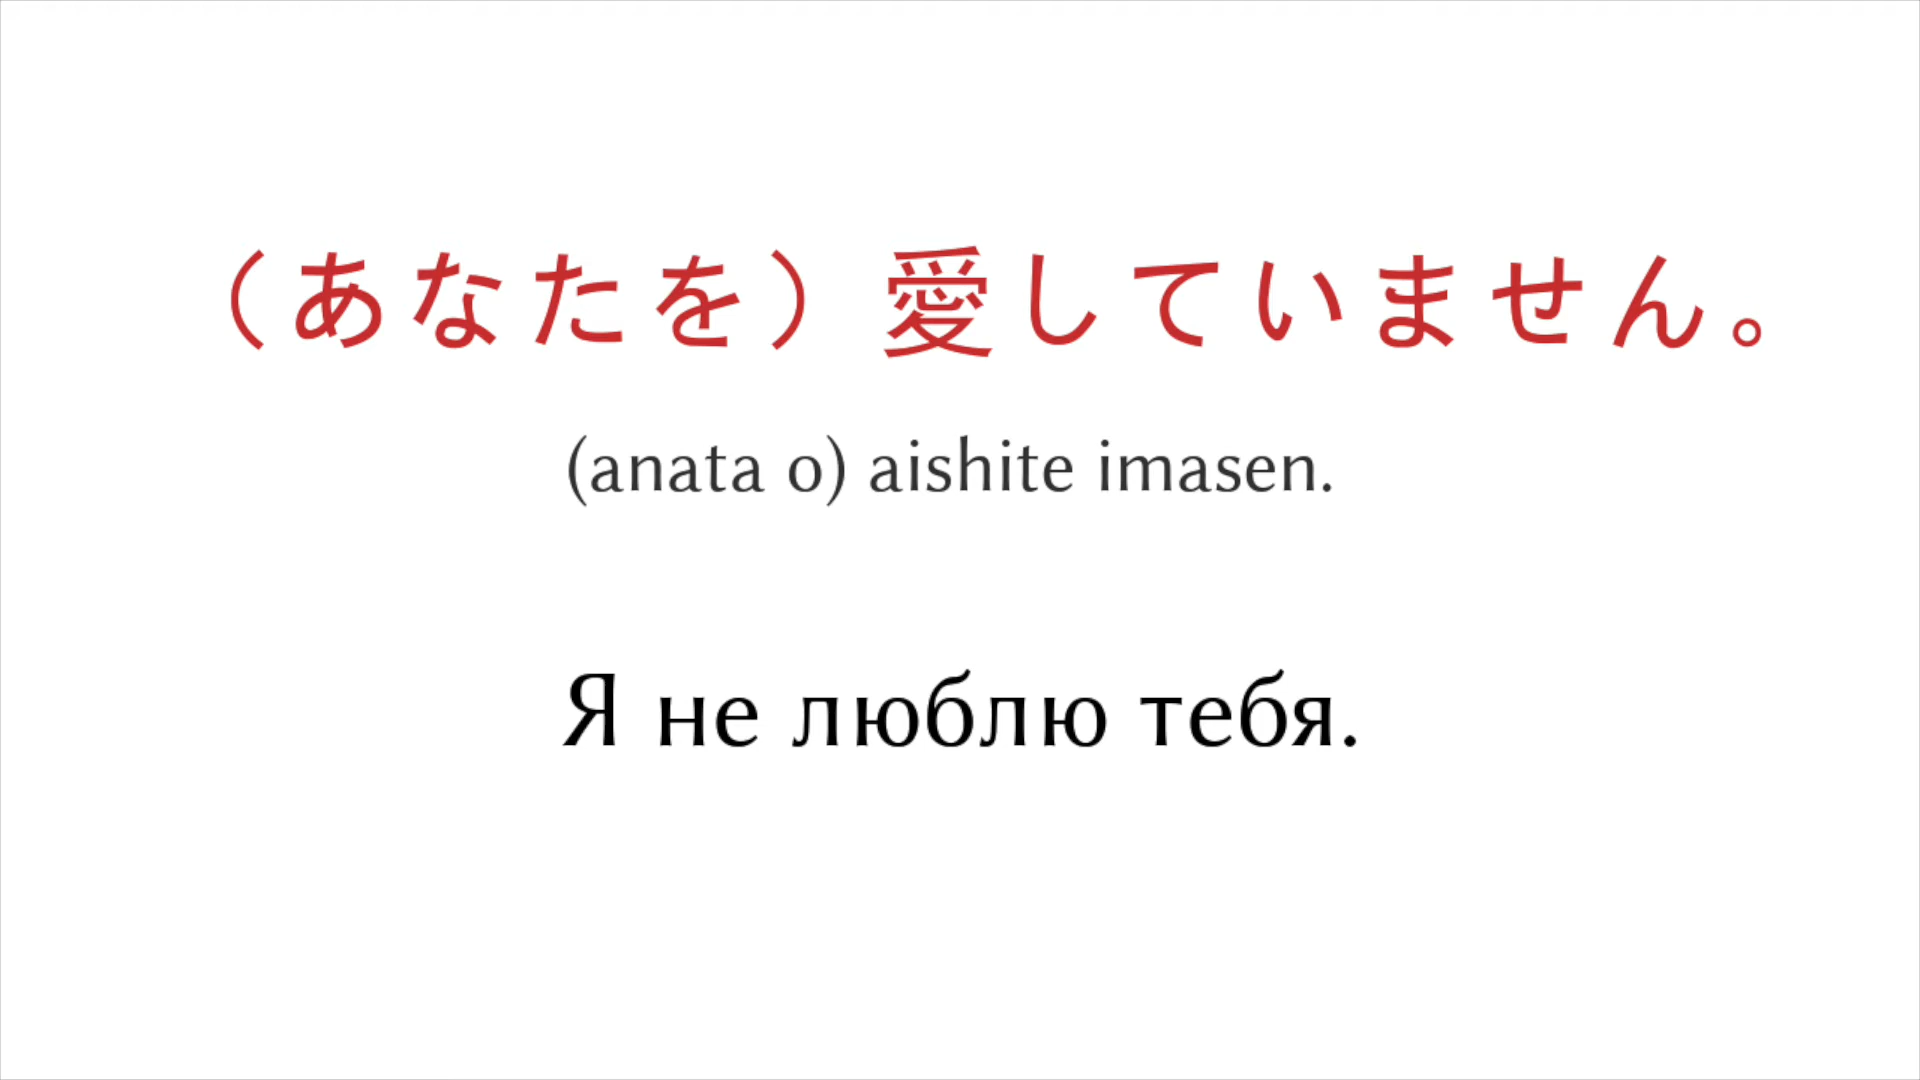 （あなたを）愛していません。
(anata o) aishite imasen.
Я не люблю тебя.